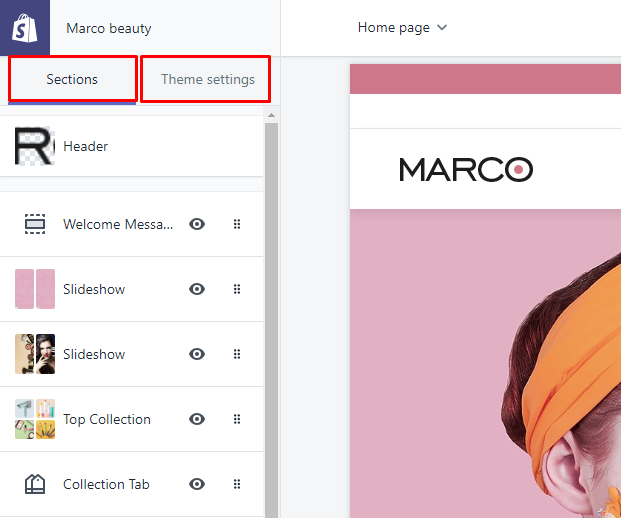 Marco beauty
Home page
Sections
Theme settings
Header
MARCO
Welcome Messa...
Slideshow
Slideshow
Top Collection
Collection Tab